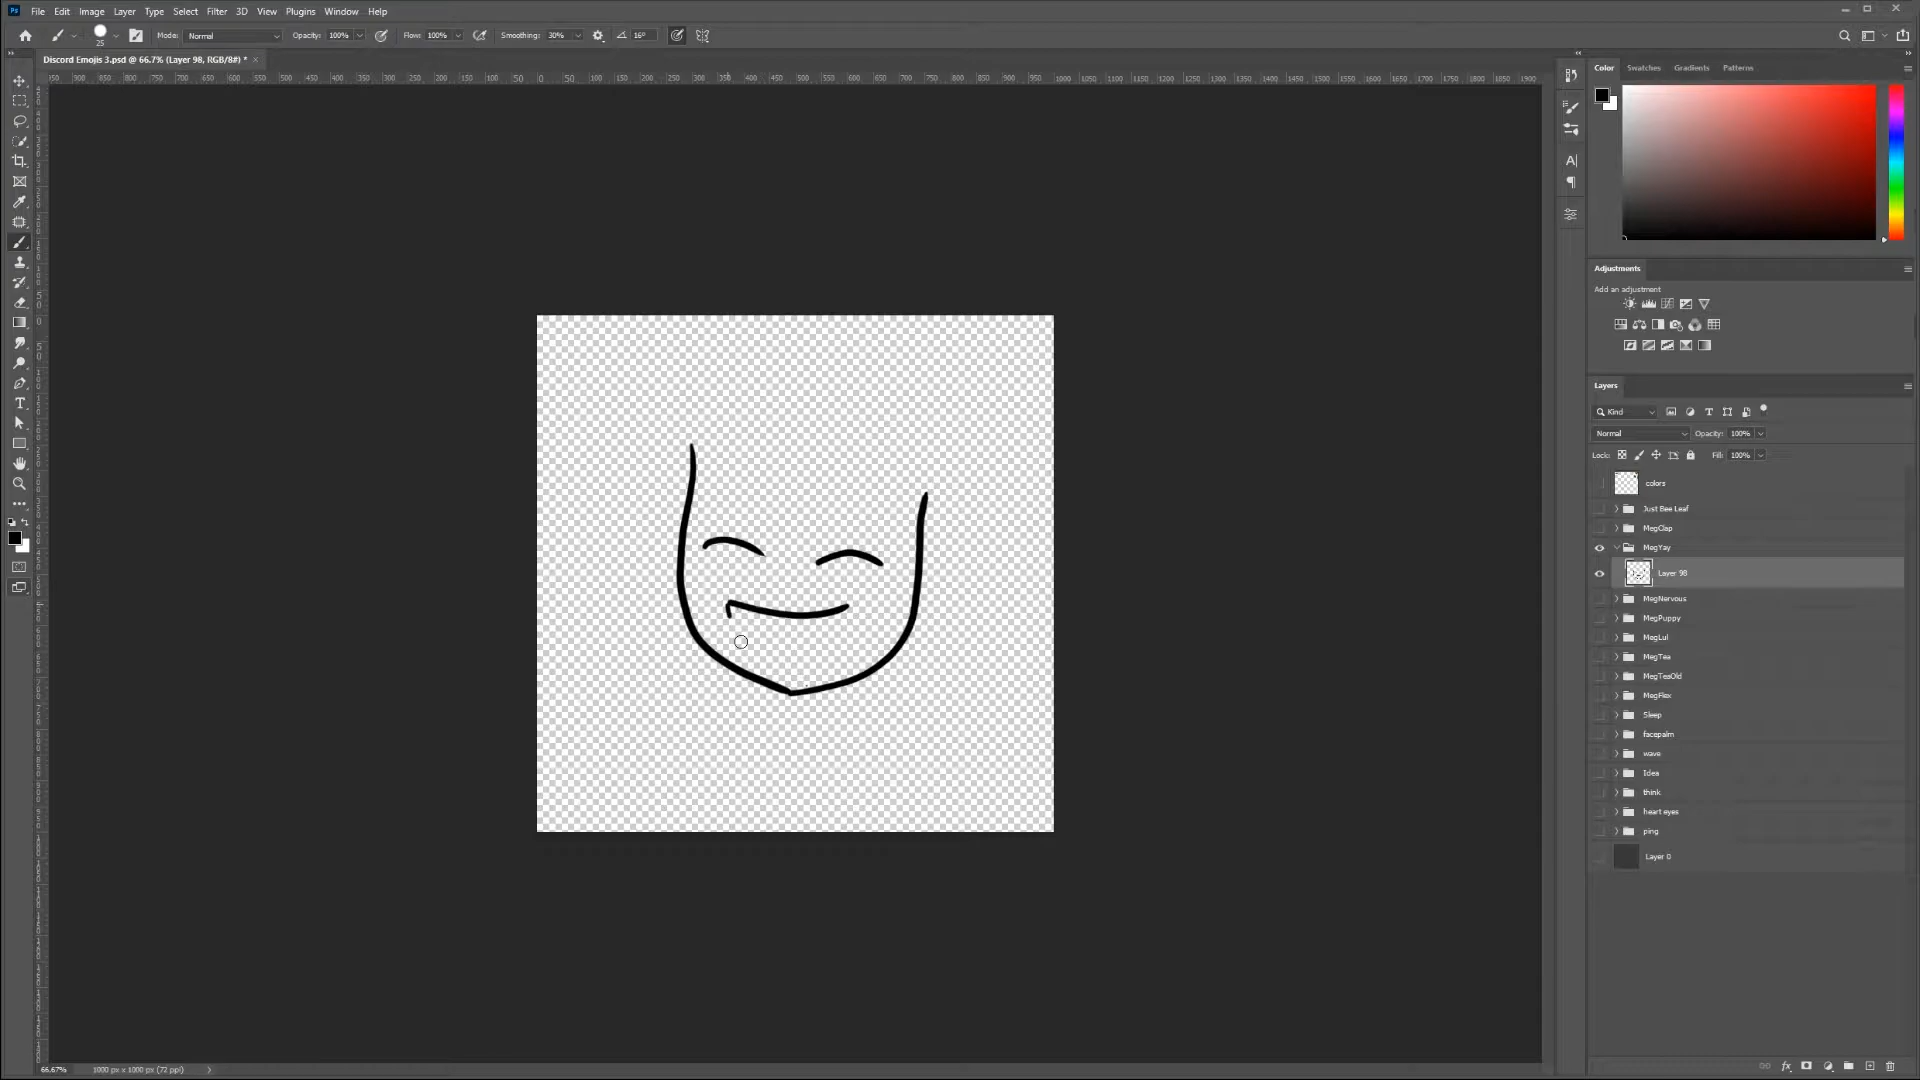 Ps File Edit Image Layer Type Select Filter 3D View Plugins Window Help
25 Mode: Normal Opacity: 100% Flow: 100% Smoothing: 30% 16°
Discord Emojis 3.psd @ 66.7% (Layer 98, RGB/8#) * ×
Color Swatches Gradients Patterns
Adjustments
Add an adjustment
Layers
Kind
Normal Opacity: 100%
Lock: Fill: 100%
colors
Just Bee Leaf
MegClap
MegYay
Layer 98
MegNervous
MegPuppy
MegLul
MegTea
MegTeaOld
MegFlex
Sleep
facepalm
wave
Idea
think
heart eyes
ping
Layer 0
66.67% 1000 px x 1000 px (72 ppi)